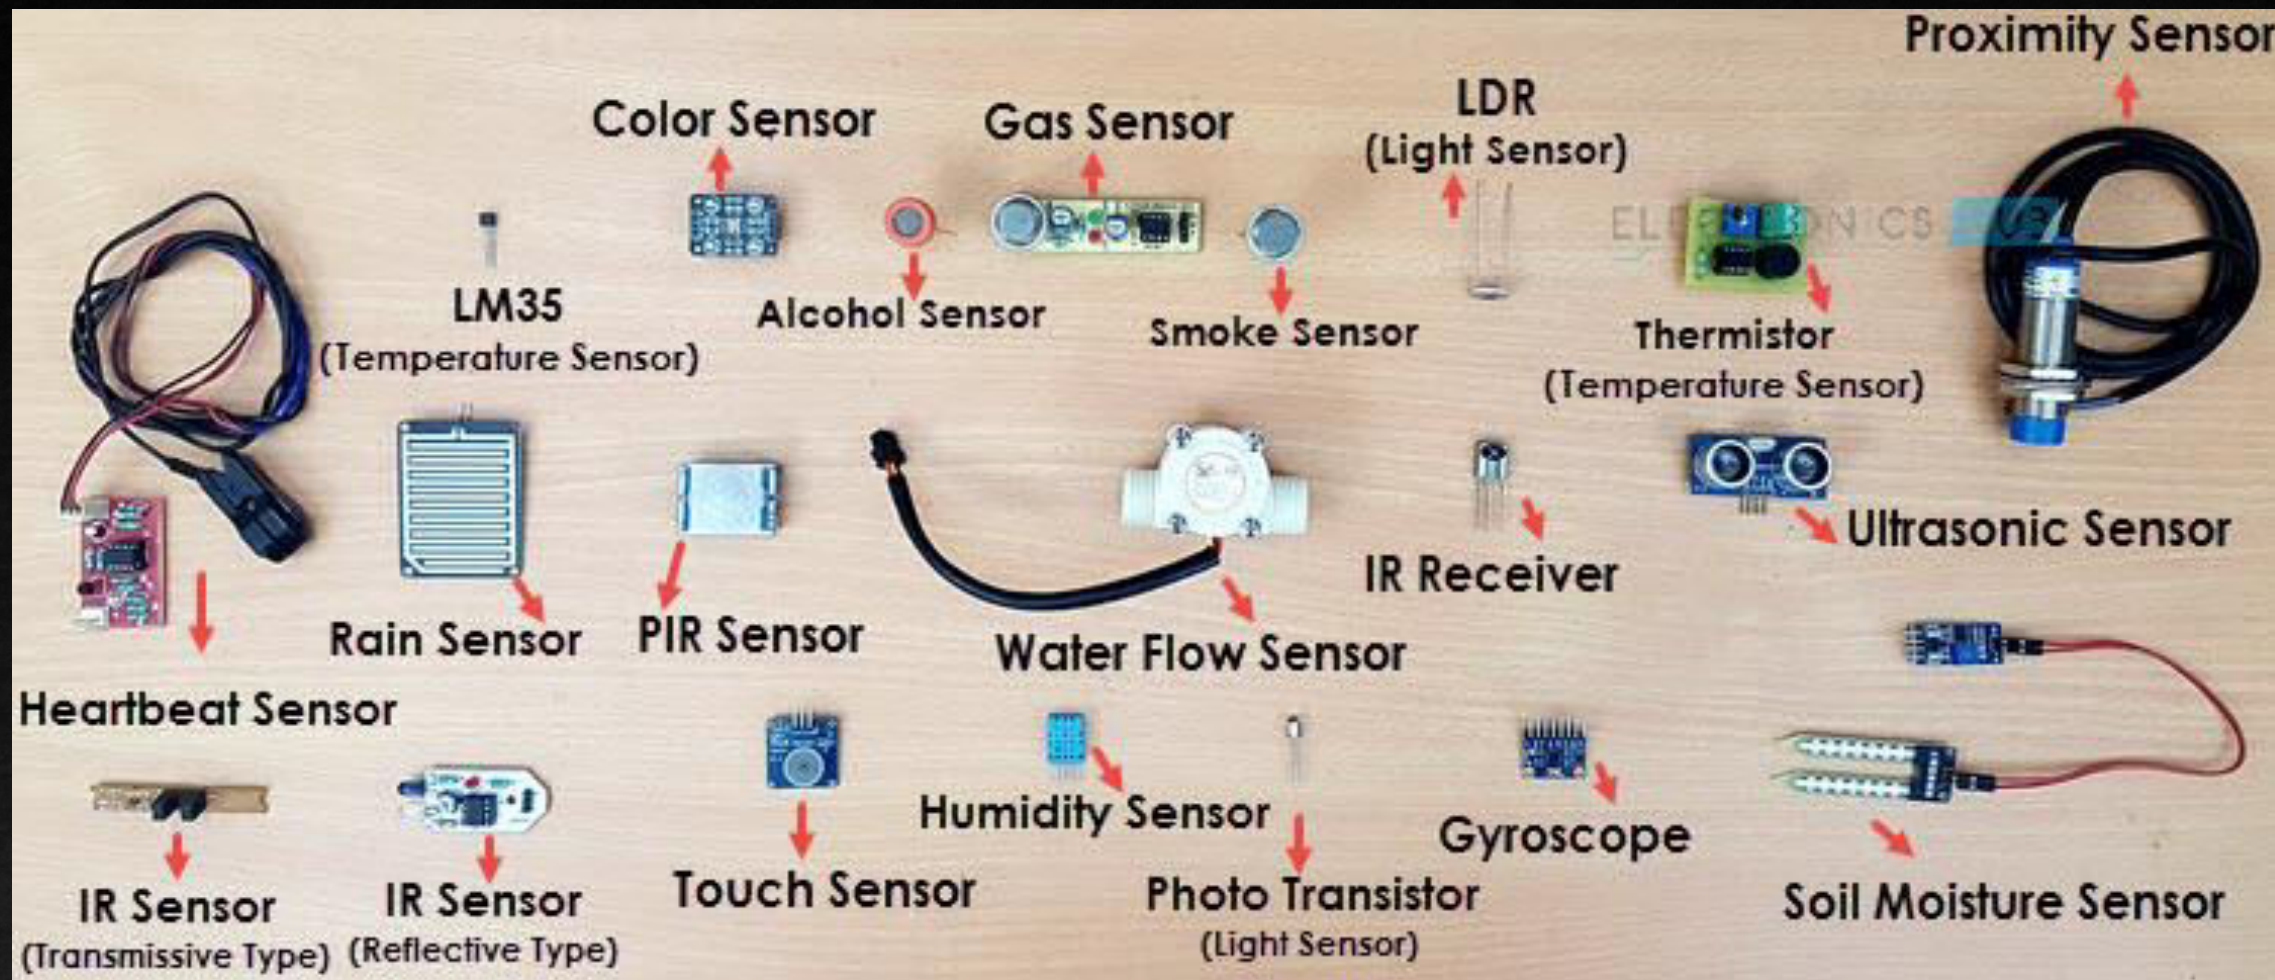 Proximity Sensor
Color Sensor
Gas Sensor
LDR
(Light Sensor)
ELECTRONICS HUB
LM35
(Temperature Sensor)
Alcohol Sensor
Smoke Sensor
Thermistor
(Temperature Sensor)
Ultrasonic Sensor
IR Receiver
Rain Sensor
PIR Sensor
Water Flow Sensor
Heartbeat Sensor
Humidity Sensor
Gyroscope
Touch Sensor
Photo Transistor
(Light Sensor)
Soil Moisture Sensor
IR Sensor
(Transmissive Type)
IR Sensor
(Reflective Type)